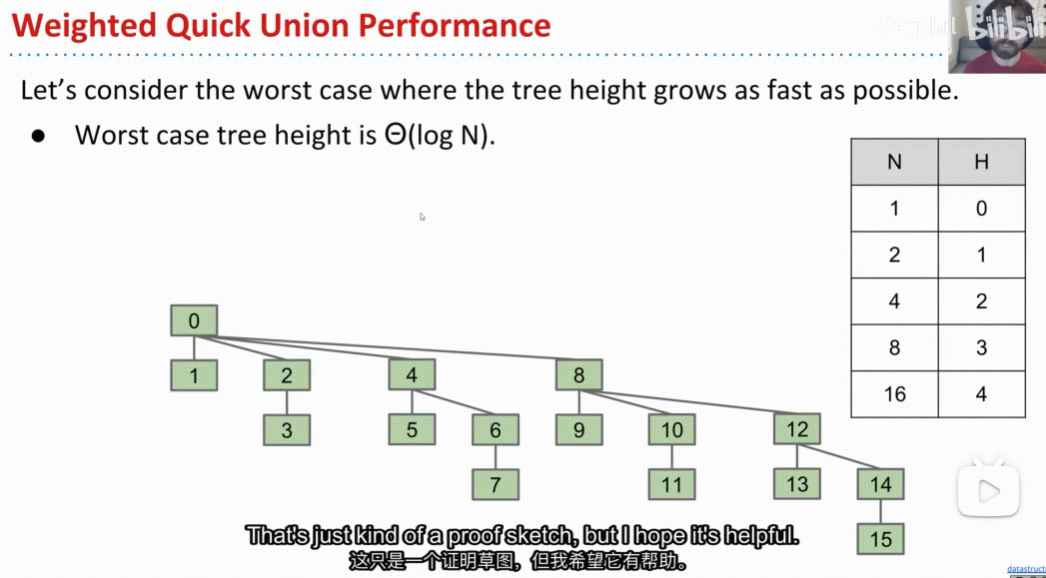 Weighted Quick Union Performance
bilibili
Let's consider the worst case where the tree height grows as fast as possible.
● Worst case tree height is Θ(log N).
N H
1 0
2 1
4 2
8 3
16 4
0
1 2 4 8
3 5 6 9 10 12
7 11 13 14
15
That's just kind of a proof sketch, but I hope it's helpful.
这只是一个证明草图，但我希望它有帮助。
datastruct